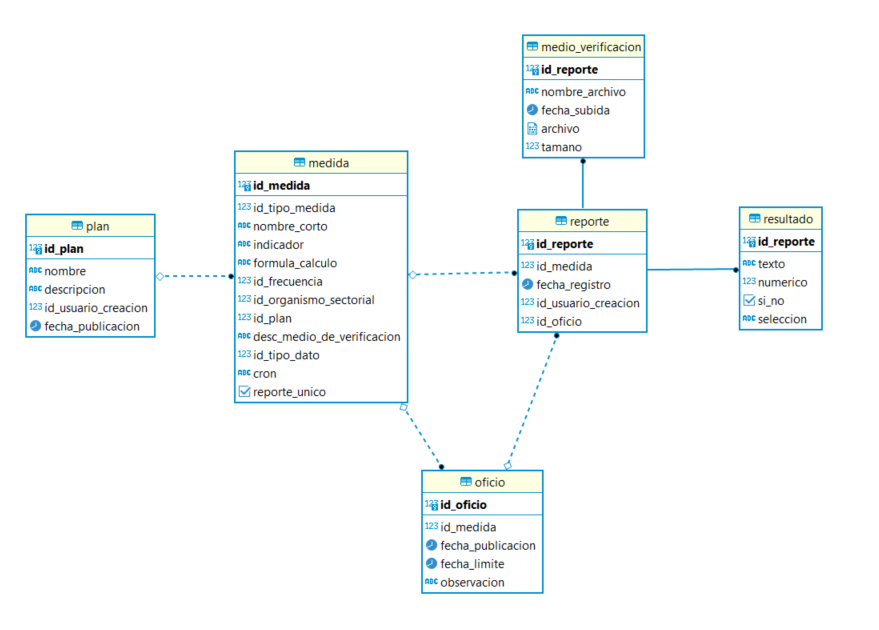 medio_verificacion
123 id_reporte
ABC nombre_archivo
fecha_subida
archivo
123 tamano
medida
123 id_medida
123 id_tipo_medida
ABC nombre_corto
ABC indicador
ABC formula_calculo
123 id_frecuencia
123 id_organismo_sectorial
123 id_plan
ABC desc_medio_de_verificacion
123 id_tipo_dato
ABC cron
reporte_unico
plan
123 id_plan
ABC nombre
ABC descripcion
123 id_usuario_creacion
fecha_publicacion
reporte
123 id_reporte
123 id_medida
fecha_registro
123 id_usuario_creacion
123 id_oficio
resultado
123 id_reporte
ABC texto
123 numerico
si_no
ABC seleccion
oficio
123 id_oficio
123 id_medida
fecha_publicacion
fecha_limite
ABC observacion